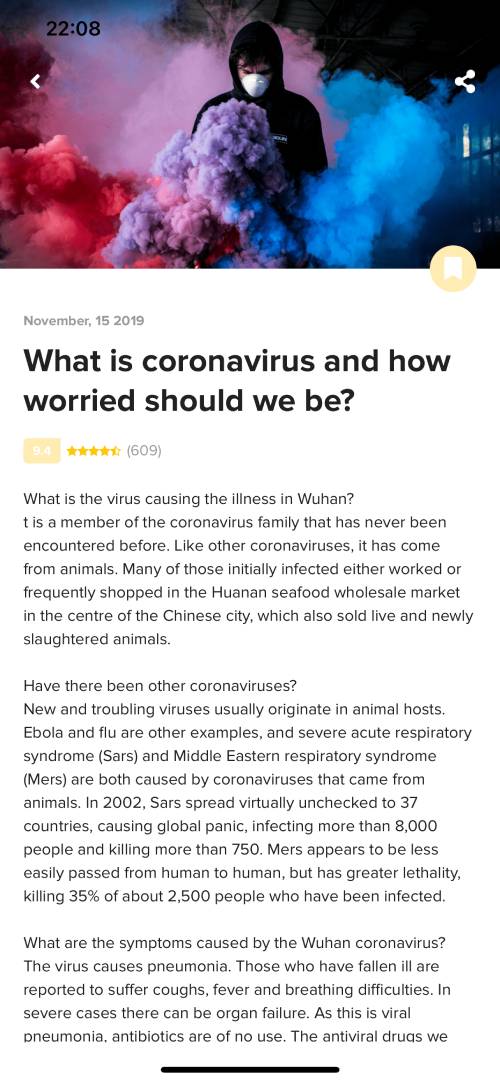 22:08
November, 15 2019
What is coronavirus and how
worried should we be?
9.4 (609)
What is the virus causing the illness in Wuhan?
t is a member of the coronavirus family that has never been
encountered before. Like other coronaviruses, it has come
from animals. Many of those initially infected either worked or
frequently shopped in the Huanan seafood wholesale market
in the centre of the Chinese city, which also sold live and newly
slaughtered animals.
Have there been other coronaviruses?
New and troubling viruses usually originate in animal hosts.
Ebola and flu are other examples, and severe acute respiratory
syndrome (Sars) and Middle Eastern respiratory syndrome
(Mers) are both caused by coronaviruses that came from
animals. In 2002, Sars spread virtually unchecked to 37
countries, causing global panic, infecting more than 8,000
people and killing more than 750. Mers appears to be less
easily passed from human to human, but has greater lethality,
killing 35% of about 2,500 people who have been infected.
What are the symptoms caused by the Wuhan coronavirus?
The virus causes pneumonia. Those who have fallen ill are
reported to suffer coughs, fever and breathing difficulties. In
severe cases there can be organ failure. As this is viral
pneumonia, antibiotics are of no use. The antiviral drugs we